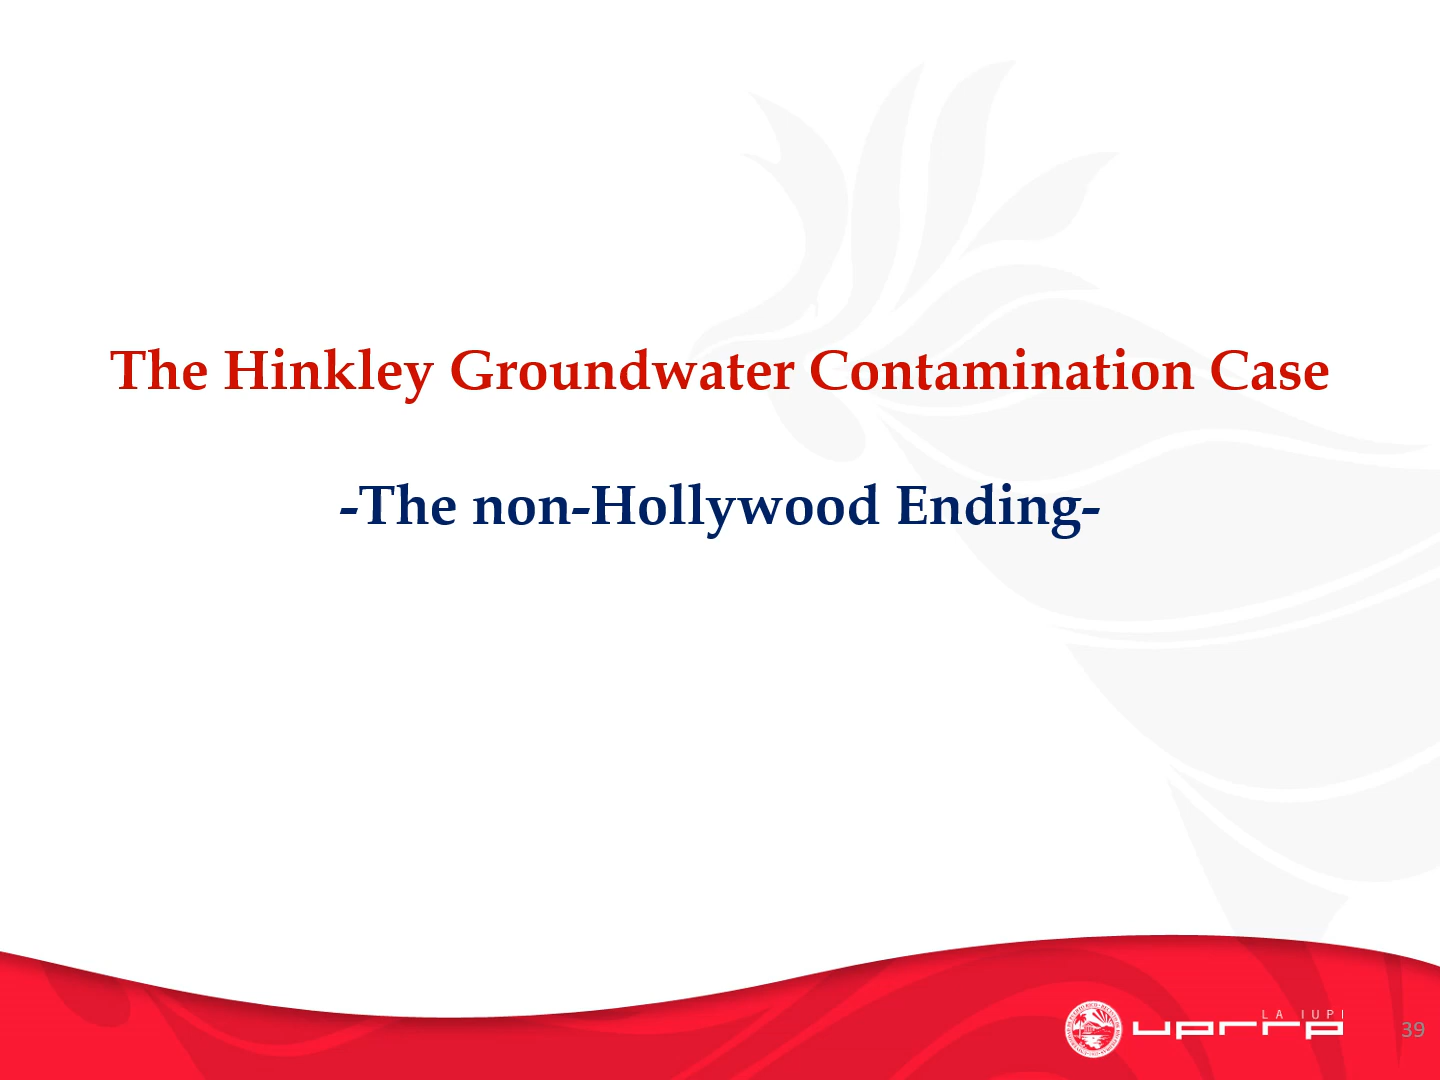 The Hinkley Groundwater Contamination Case
-The non-Hollywood Ending-
LA IUPI
uprrp
39